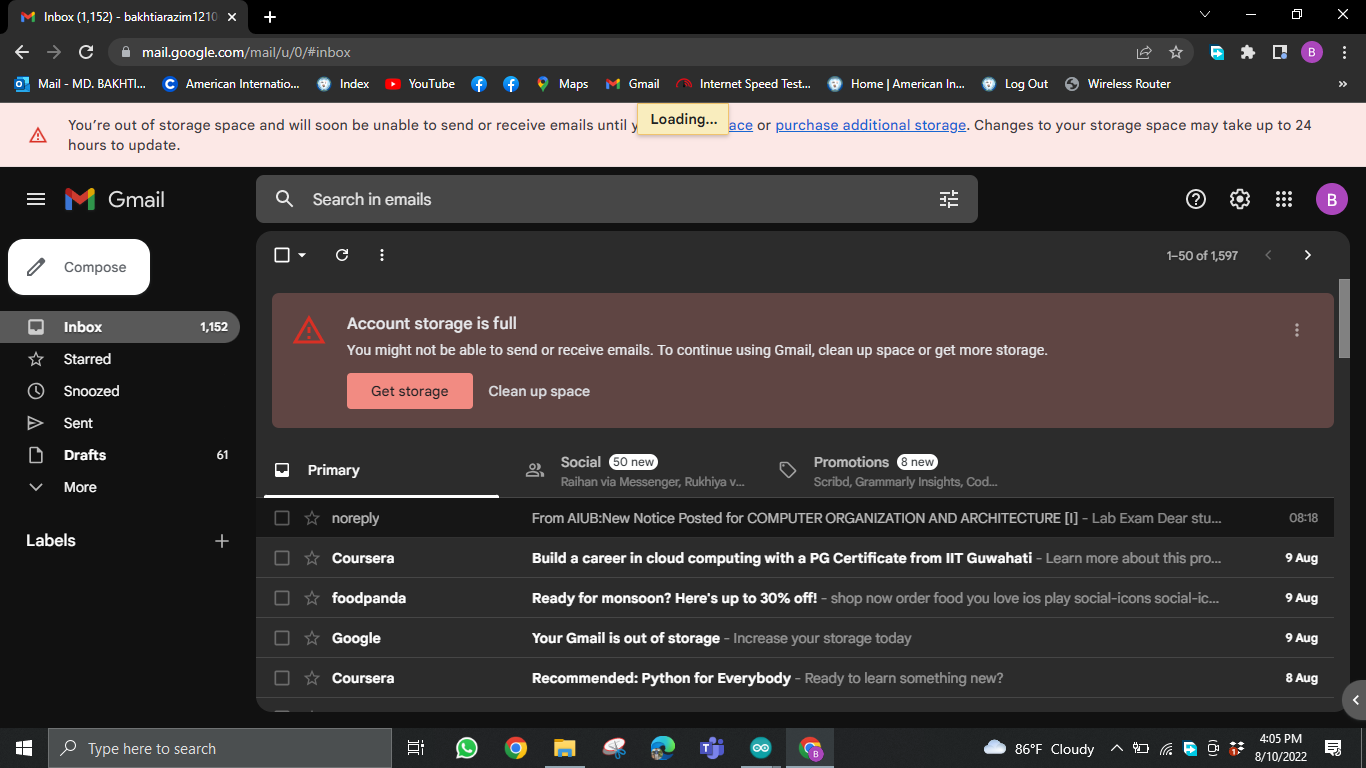 Inbox (1,152) - bakhtiarazim1210
mail.google.com/mail/u/0/#inbox
B
Mail - MD. BAKHTI...
American Internatio...
Index
YouTube
Maps
Gmail
Internet Speed Test...
Home | American In...
Log Out
Wireless Router
»
You're out of storage space and will soon be unable to send or receive emails until
Loading...
or purchase additional storage. Changes to your storage space may take up to 24
hours to update.
Gmail
Search in emails
B
Compose
1–50 of 1,597
Inbox 1,152
Starred
Snoozed
Sent
Drafts 61
More
Labels
Account storage is full
You might not be able to send or receive emails. To continue using Gmail, clean up space or get more storage.
Get storage Clean up space
Primary
Social 50 new
Raihan via Messenger, Rukhiya v...
Promotions 8 new
Scribd, Grammarly Insights, Cod...
noreply From AIUB:New Notice Posted for COMPUTER ORGANIZATION AND ARCHITECTURE [I] - Lab Exam Dear stu... 08:18
Coursera Build a career in cloud computing with a PG Certificate from IIT Guwahati - Learn more about this pro... 9 Aug
foodpanda Ready for monsoon? Here's up to 30% off! - shop now order food you love ios play social-icons social-ic... 9 Aug
Google Your Gmail is out of storage - Increase your storage today 9 Aug
Coursera Recommended: Python for Everybody - Ready to learn something new? 8 Aug
Type here to search
86°F Cloudy
4:05 PM
8/10/2022